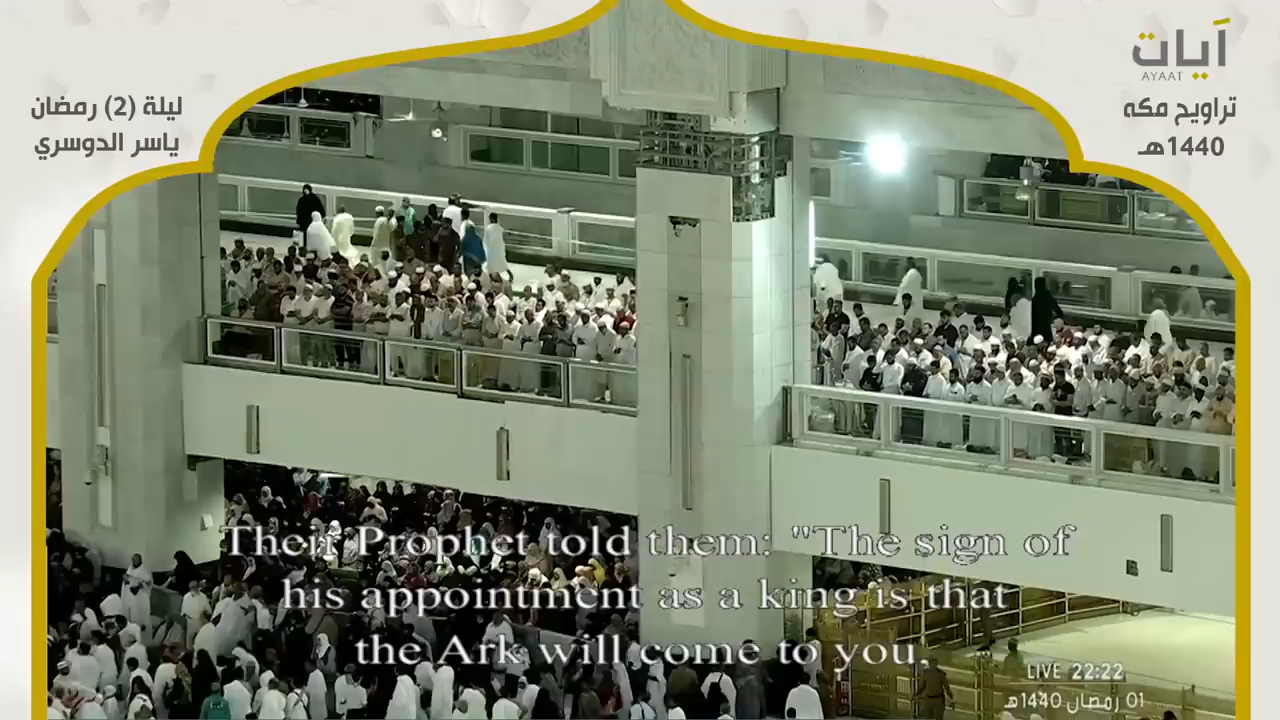 آيات
AYAAT
تراويح مكه
1440هـ
ليلة (2) رمضان
ياسر الدوسري
Their Prophet told them: "The sign of
his appointment as a king is that
the Ark will come to you,
LIVE 22:22
01 رمضان 1440هـ